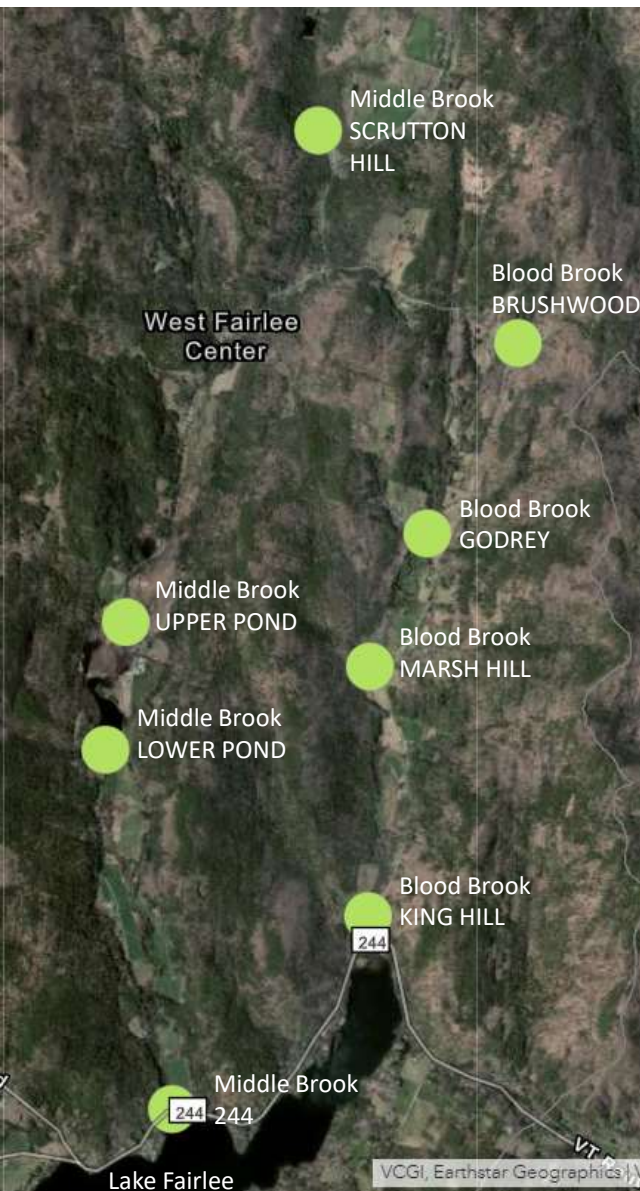 Middle Brook
SCRUTTON
HILL
Blood Brook
BRUSHWOOD
West Fairlee
Center
Blood Brook
GODREY
Middle Brook
UPPER POND
Blood Brook
MARSH HILL
Middle Brook
LOWER POND
Blood Brook
KING HILL
244
Middle Brook
244
244
Lake Fairlee
VT
VCGI, Earthstar Geographics |